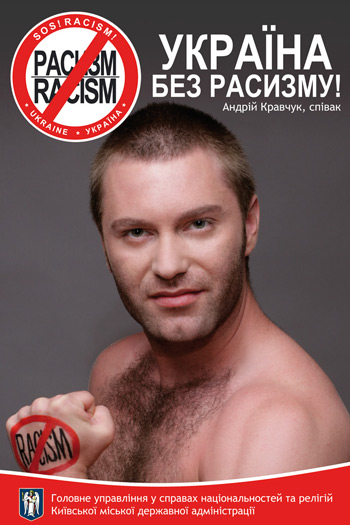 SOS! RACISM!
РАСИЗМ
RACISM
UKRAINE • УКРАЇНА
УКРАЇНА
БЕЗ РАСИЗМУ!
Андрій Кравчук, співак
RACISM
Головне управління у справах національностей та релігій
Київської міської державної адміністрації